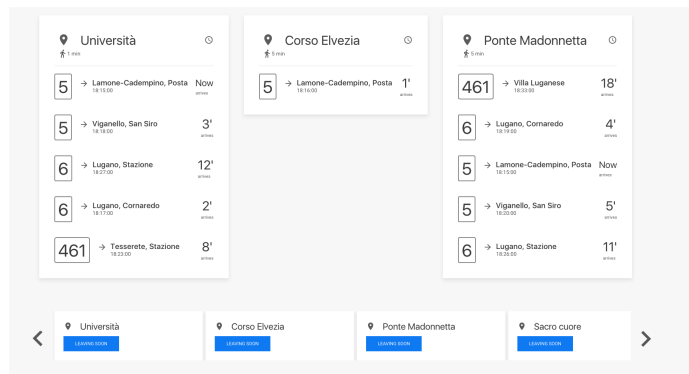 Università
1 min
5 → Lamone-Cadempino, Posta Now
18:15:00 arrives
5 → Viganello, San Siro 3'
18:18:00 arrives
6 → Lugano, Stazione 12'
18:27:00 arrives
6 → Lugano, Cornaredo 2'
18:17:00 arrives
461 → Tesserete, Stazione 8'
18:23:00 arrives
Corso Elvezia
5 min
5 → Lamone-Cadempino, Posta 1'
18:16:00 arrives
Ponte Madonnetta
5 min
461 → Villa Luganese 18'
18:33:00 arrives
6 → Lugano, Cornaredo 4'
18:19:00 arrives
5 → Lamone-Cadempino, Posta Now
18:15:00 arrives
5 → Viganello, San Siro 5'
18:20:00 arrives
6 → Lugano, Stazione 11'
18:26:00 arrives
Università
LEAVING SOON
Corso Elvezia
LEAVING SOON
Ponte Madonnetta
LEAVING SOON
Sacro cuore
LEAVING SOON